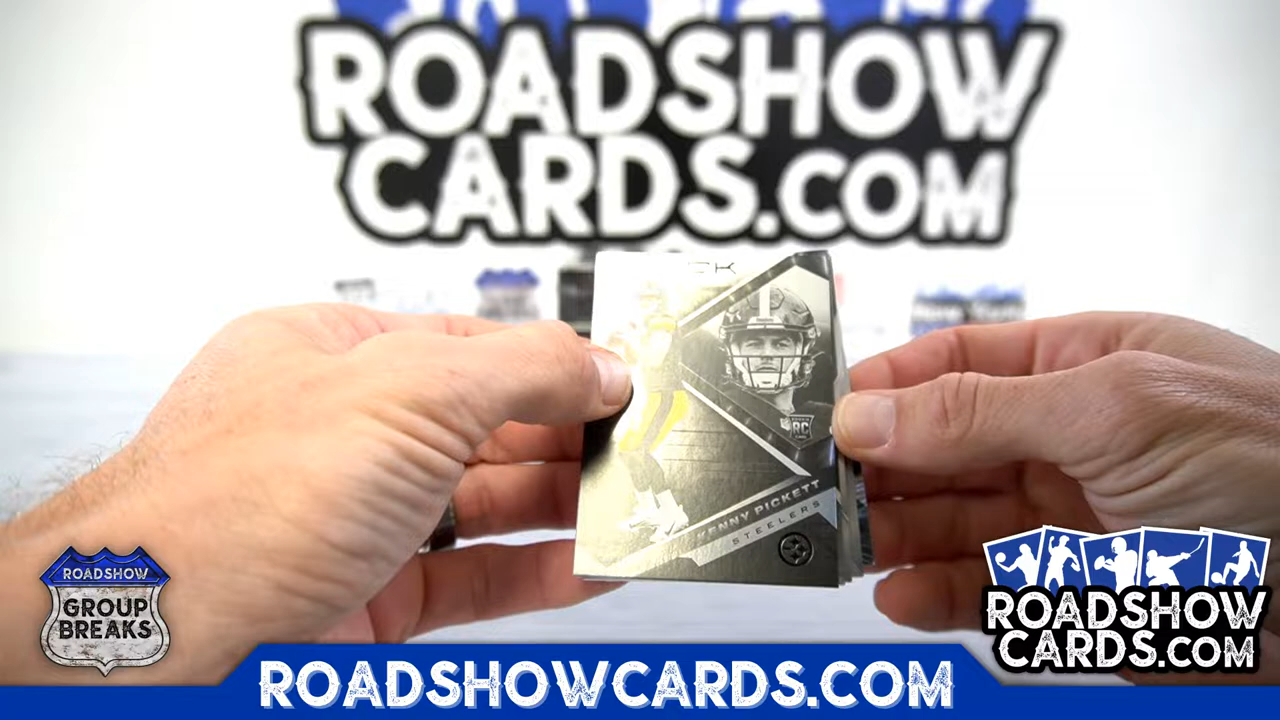 ROADSHOW
CARDS.COM
KENNY PICKETT
STEELERS
RC
ROADSHOW
GROUP
BREAKS
ROADSHOW
CARDS.COM
ROADSHOWCARDS.COM